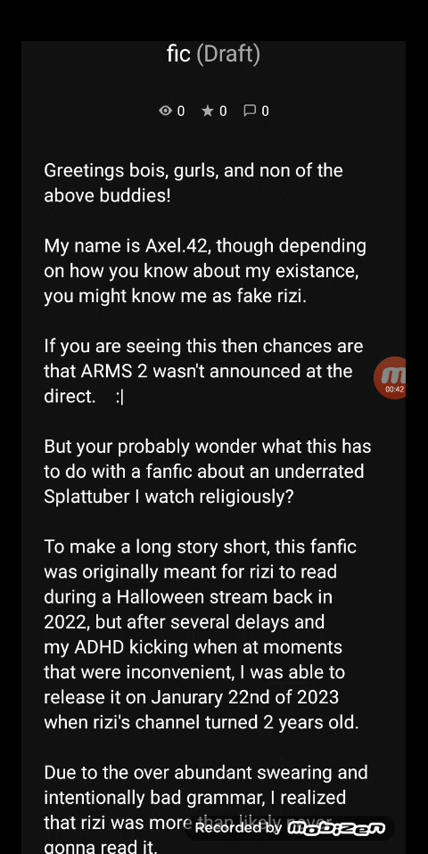 fic (Draft)
0 0 0
Greetings bois, gurls, and non of the
above buddies!
My name is Axel.42, though depending
on how you know about my existance,
you might know me as fake rizi.
If you are seeing this then chances are
that ARMS 2 wasn't announced at the
direct. :|
00:42
But your probably wonder what this has
to do with a fanfic about an underrated
Splattuber I watch religiously?
To make a long story short, this fanfic
was originally meant for rizi to read
during a Halloween stream back in
2022, but after several delays and
my ADHD kicking when at moments
that were inconvenient, I was able to
release it on Janurary 22nd of 2023
when rizi's channel turned 2 years old.
Due to the over abundant swearing and
intentionally bad grammar, I realized
that rizi was more than likely never
Recorded by mobizen
gonna read it.